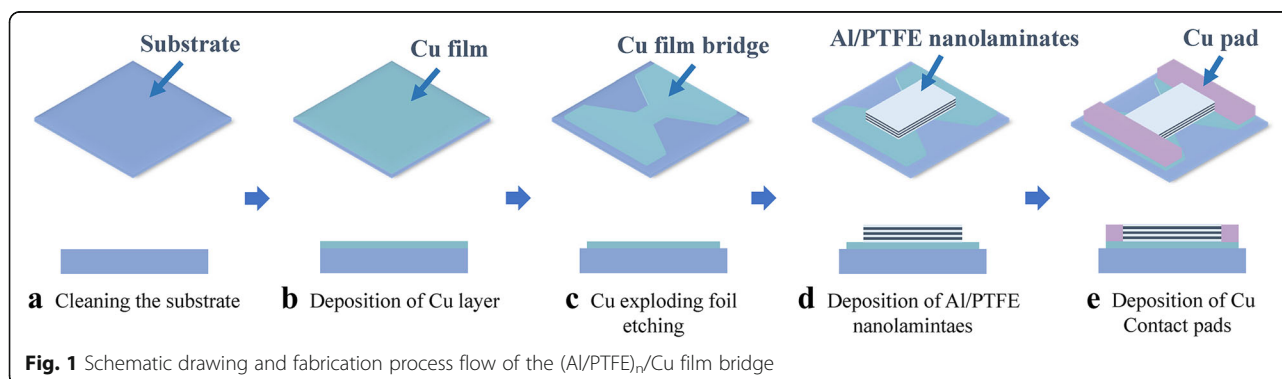 Substrate
Cu film
Cu film bridge
Al/PTFE nanolaminates
Cu pad
a Cleaning the substrate
b Deposition of Cu layer
c Cu exploding foil
etching
d Deposition of Al/PTFE
nanolamintaes
e Deposition of Cu
Contact pads
Fig. 1 Schematic drawing and fabrication process flow of the (Al/PTFE)n/Cu film bridge